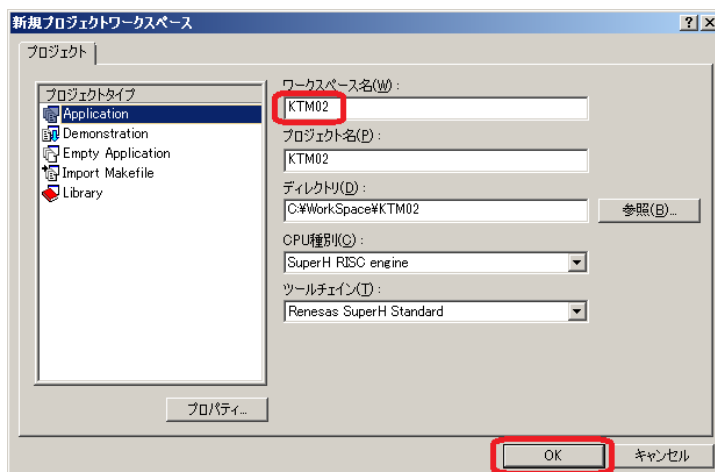 新規プロジェクトワークスペース
プロジェクト
プロジェクトタイプ
Application
Demonstration
Empty Application
Import Makefile
Library
プロパティ...
ワークスペース名(W) :
KTM02
プロジェクト名(P) :
KTM02
ディレクトリ(D) :
C:¥WorkSpace¥KTM02
参照(B)...
CPU種別(C) :
SuperH RISC engine
ツールチェイン(T) :
Renesas SuperH Standard
OK
キャンセル